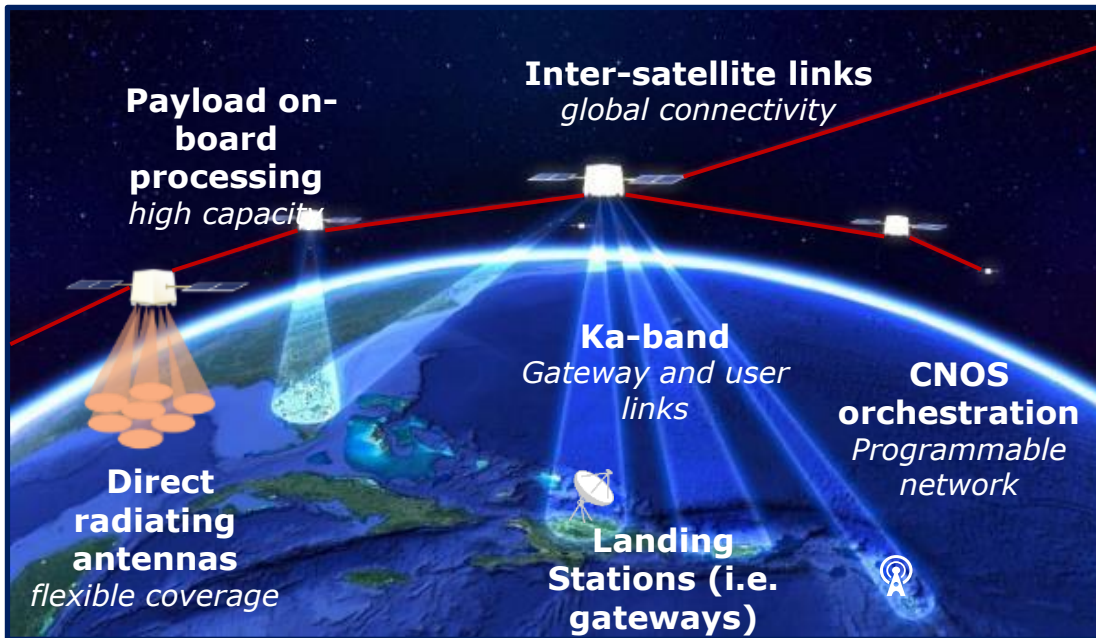 Payload on-
board
processing
high capacity
Inter-satellite links
global connectivity
Ka-band
Gateway and user
links
CNOS
orchestration
Programmable
network
Direct
radiating
antennas
flexible coverage
Landing
Stations (i.e.
gateways)